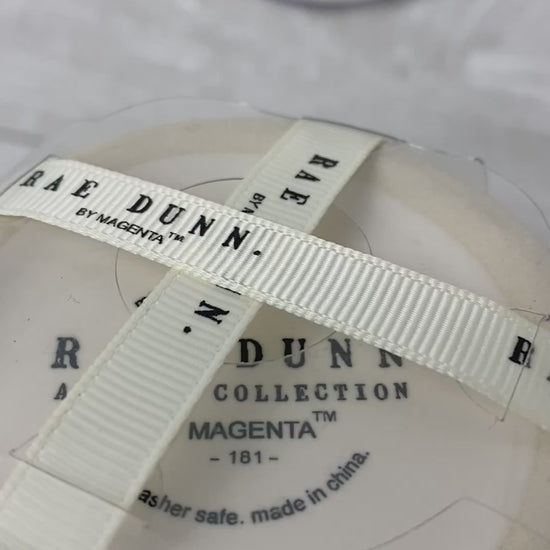 RAE DUNN.
BY MAGENTA™
RAE
BY
N.
R
R DUNN
A COLLECTION
MAGENTA™
- 181 -
asher safe. made in china.